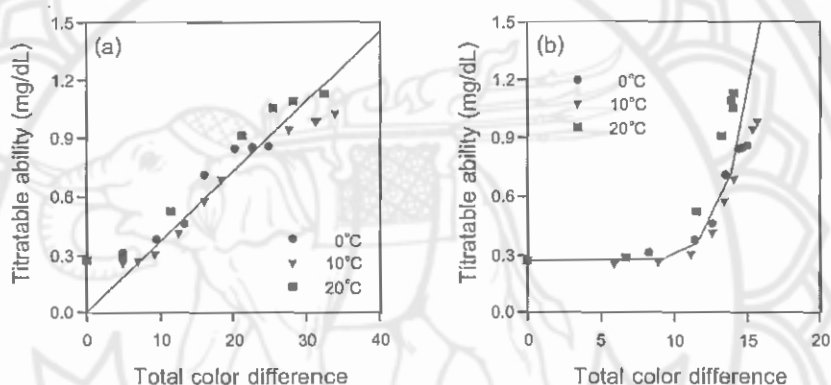 (a)
Titratable ability (mg/dL)
1.5
1.2
0.9
0.6
0.3
0.0
0°C
10°C
20°C
0 10 20 30 40
Total color difference
(b)
Titratable ability (mg/dL)
1.5
1.2
0.9
0.6
0.3
0.0
0°C
10°C
20°C
0 5 10 15 20
Total color difference